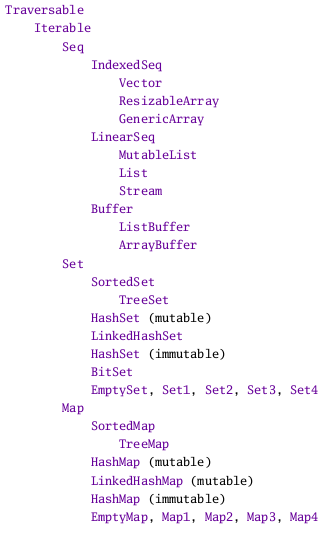 Traversable
Iterable
Seq
IndexedSeq
Vector
ResizableArray
GenericArray
LinearSeq
MutableList
List
Stream
Buffer
ListBuffer
ArrayBuffer
Set
SortedSet
TreeSet
HashSet (mutable)
LinkedHashSet
HashSet (immutable)
BitSet
EmptySet, Set1, Set2, Set3, Set4
Map
SortedMap
TreeMap
HashMap (mutable)
LinkedHashMap (mutable)
HashMap (immutable)
EmptyMap, Map1, Map2, Map3, Map4